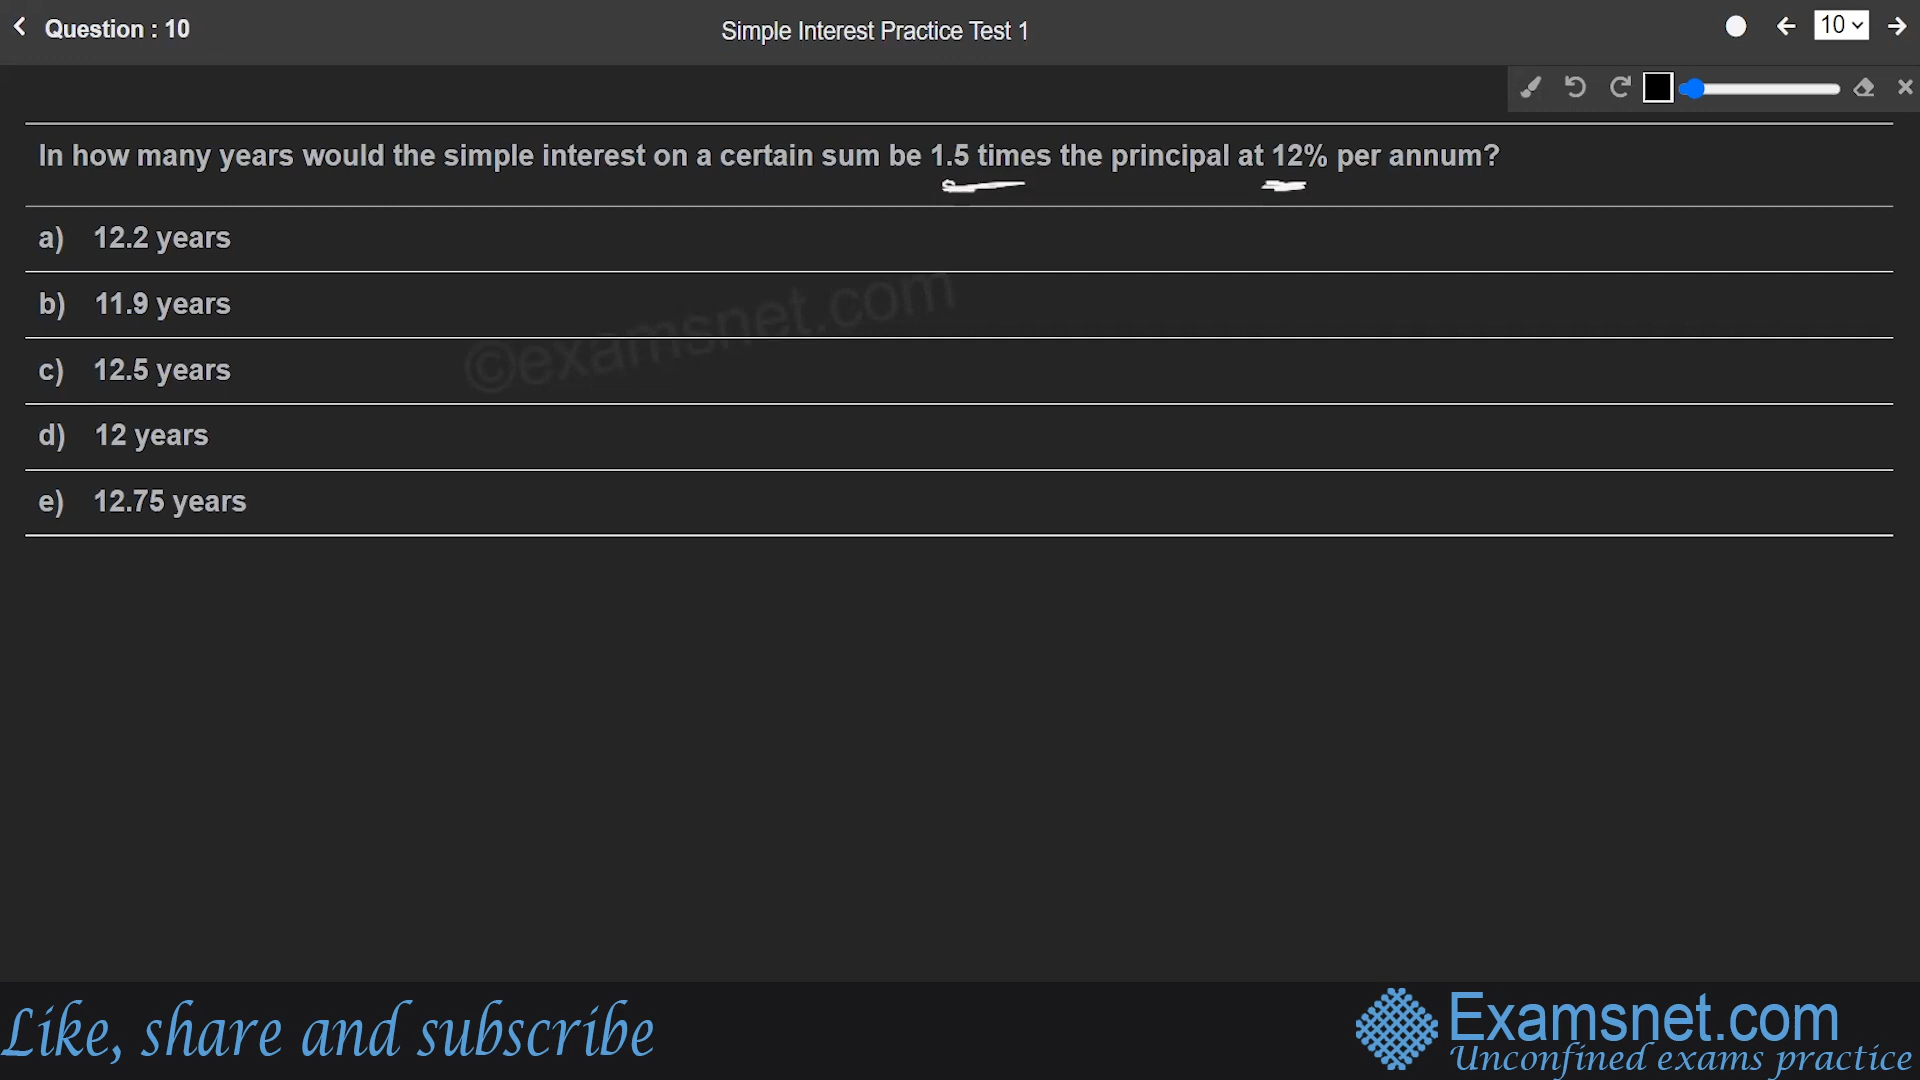 Question : 10
Simple Interest Practice Test 1
10
In how many years would the simple interest on a certain sum be 1.5 times the principal at 12% per annum?
a) 12.2 years
b) 11.9 years
c) 12.5 years
d) 12 years
e) 12.75 years
©examsnet.com
Like, share and subscribe
Examsnet.com
Unconfined exams practice